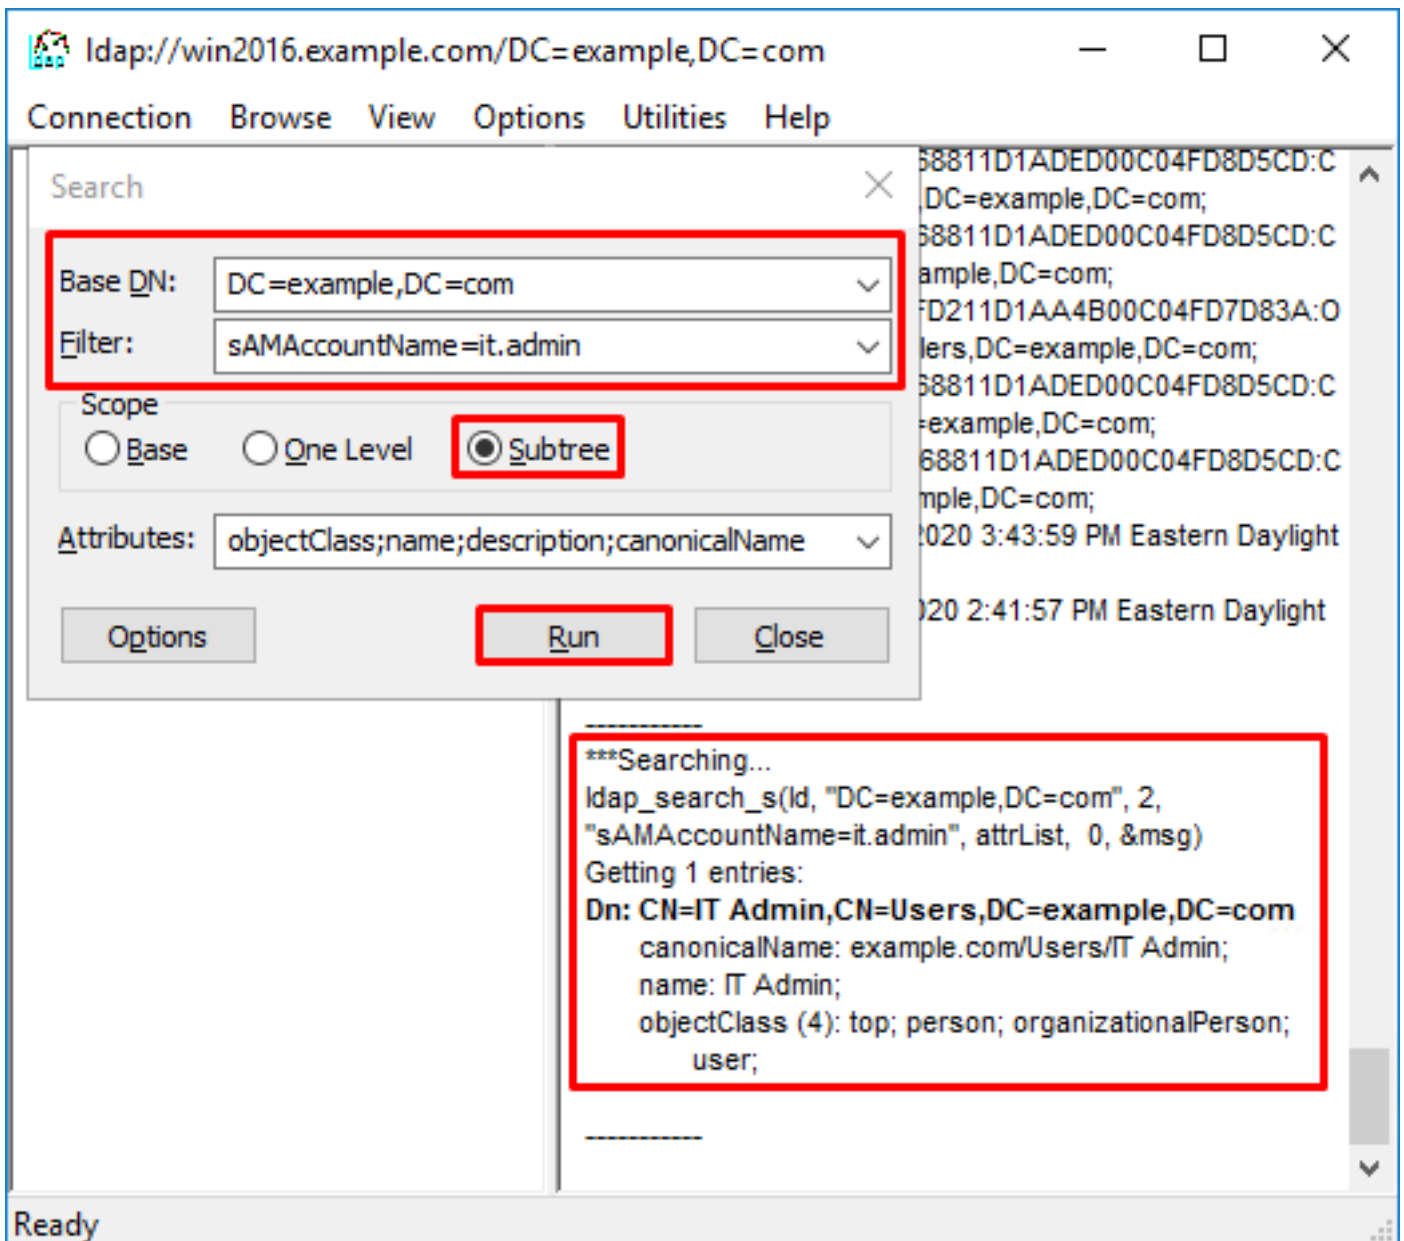 ldap://win2016.example.com/DC=example,DC=com
Connection Browse View Options Utilities Help
Search
Base DN: DC=example,DC=com
Filter: sAMAccountName=it.admin
Scope
Base One Level Subtree
Attributes: objectClass;name;description;canonicalName
Options Run Close
68811D1ADED00C04FD8D5CD:C
,DC=example,DC=com;
68811D1ADED00C04FD8D5CD:C
ample,DC=com;
FD211D1AA4B00C04FD7D83A:O
lers,DC=example,DC=com;
68811D1ADED00C04FD8D5CD:C
=example,DC=com;
68811D1ADED00C04FD8D5CD:C
mple,DC=com;
2020 3:43:59 PM Eastern Daylight
020 2:41:57 PM Eastern Daylight
-----------
***Searching...
ldap_search_s(ld, "DC=example,DC=com", 2,
"sAMAccountName=it.admin", attrList, 0, &msg)
Getting 1 entries:
Dn: CN=IT Admin,CN=Users,DC=example,DC=com
canonicalName: example.com/Users/IT Admin;
name: IT Admin;
objectClass (4): top; person; organizationalPerson;
user;
-----------
Ready